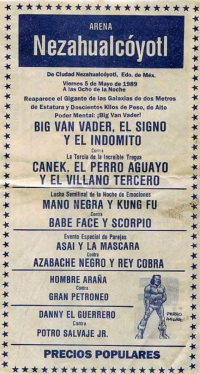 ARENA
Nezahualcóyotl
De Ciudad Nezahualcóyotl, Edo. de Méx.
Viernes 5 de Mayo de 1989
A las Ocho de la Noche
Reaparece el Gigante de las Galaxias de dos Metros
de Estatura y Doscientos Kilos de Peso, de Alto
Poder Mental: ¡Big Van Vader!
BIG VAN VADER, EL SIGNO
Y EL INDOMITO
Contra
La Tercia de la Increíble Tregua
CANEK, EL PERRO AGUAYO
Y EL VILLANO TERCERO
Lucha Semifinal de la Noche de Emociones
MANO NEGRA Y KUNG FU
Contra
BABE FACE Y SCORPIO
Evento Especial de Parejas
ASAI Y LA MASCARA
Contra
AZABACHE NEGRO Y REY COBRA
HOMBRE ARAÑA
Contra
GRAN PETRONEO
DANNY EL GUERRERO
Contra
POTRO SALVAJE JR.
PERRO
AGUAYO
PRECIOS POPULARES